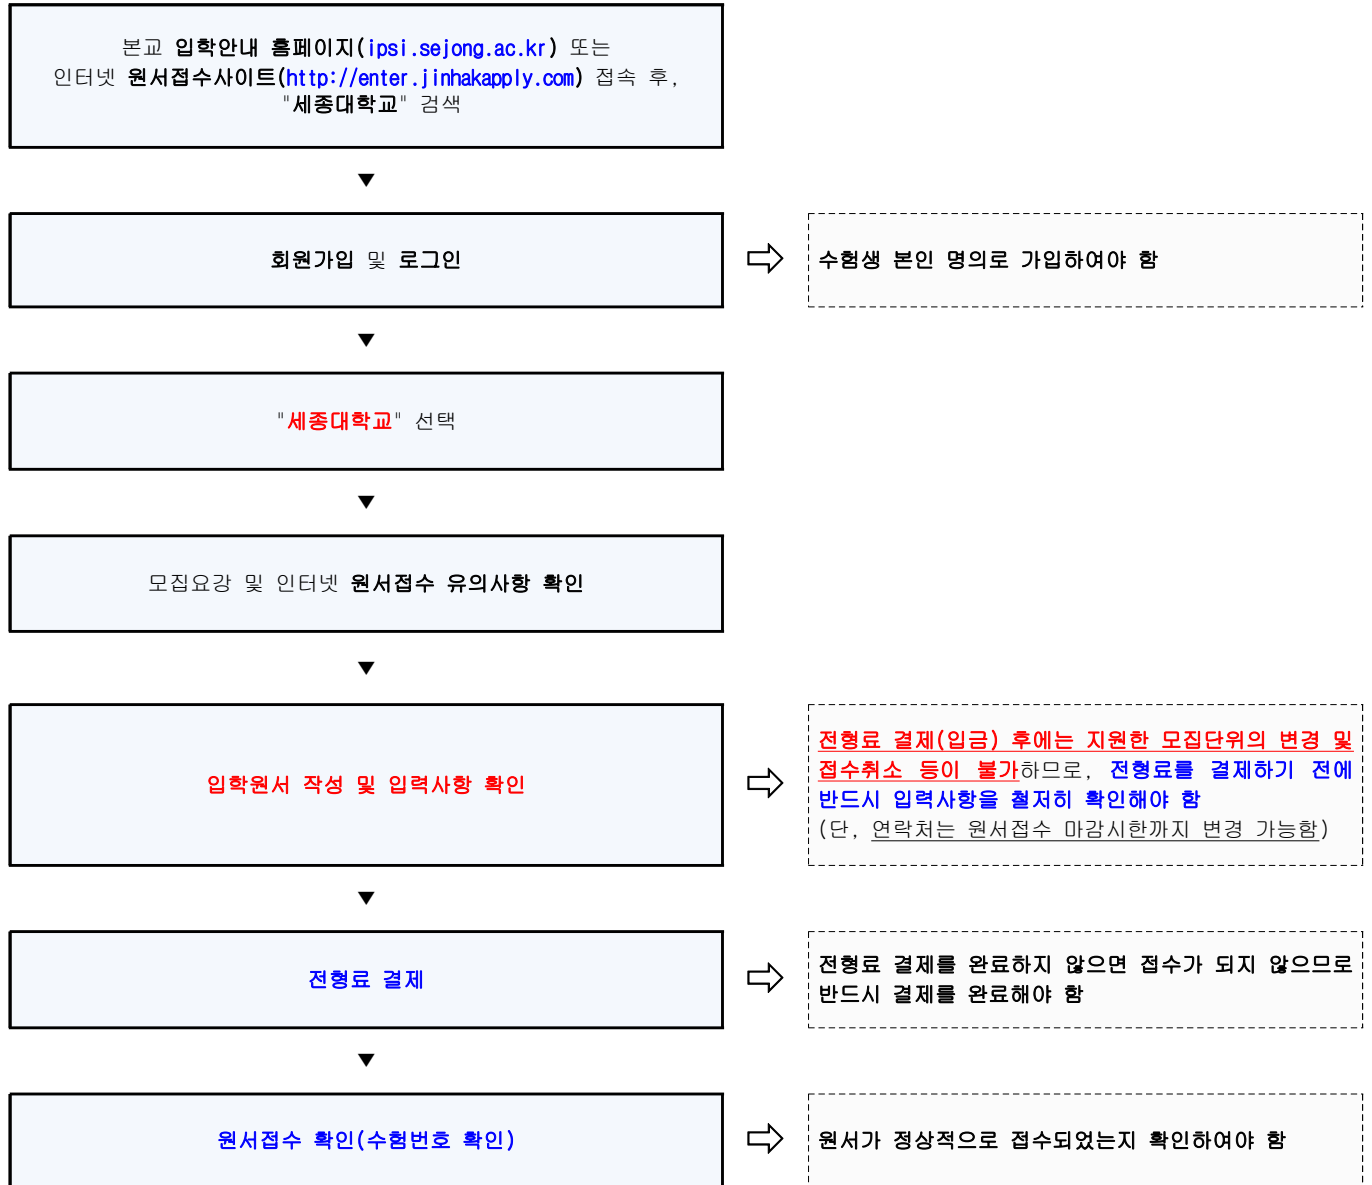 본교 입학안내 홈페이지(ipsi.sejong.ac.kr) 또는
인터넷 원서접수사이트(http://enter.jinhakapply.com) 접속 후,
"세종대학교" 검색
▼
회원가입 및 로그인
수험생 본인 명의로 가입하여야 함
▼
"세종대학교" 선택
▼
모집요강 및 인터넷 원서접수 유의사항 확인
▼
입학원서 작성 및 입력사항 확인
전형료 결제(입금) 후에는 지원한 모집단위의 변경 및
접수취소 등이 불가하므로, 전형료를 결제하기 전에
반드시 입력사항을 철저히 확인해야 함
(단, 연락처는 원서접수 마감시한까지 변경 가능함)
▼
전형료 결제
전형료 결제를 완료하지 않으면 접수가 되지 않으므로
반드시 결제를 완료해야 함
▼
원서접수 확인(수험번호 확인)
원서가 정상적으로 접수되었는지 확인하여야 함